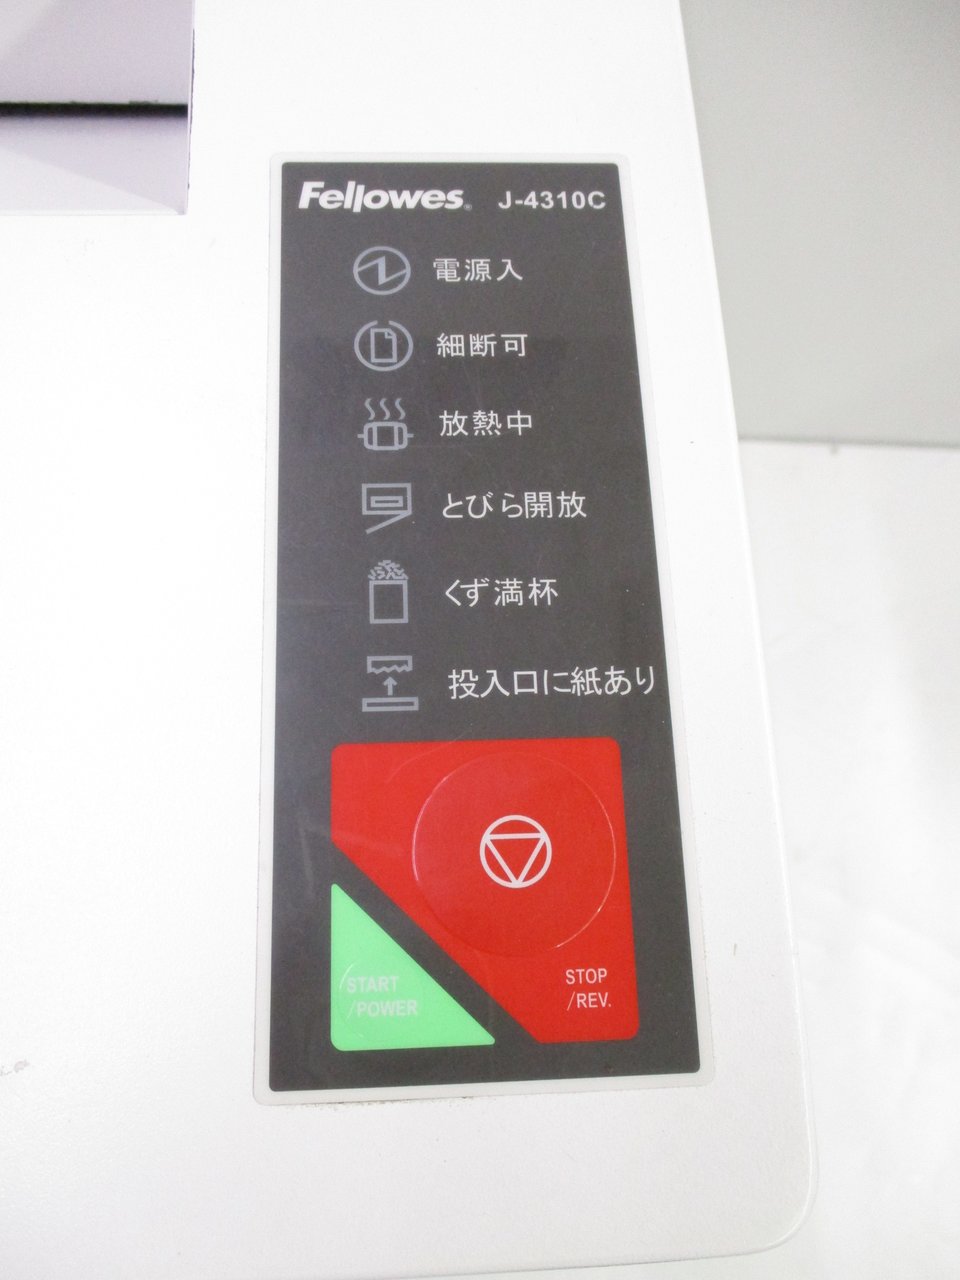 Fellowes® J-4310C
電源入
細断可
放熱中
とびら開放
くず満杯
投入口に紙あり
START
/POWER
STOP
/REV.